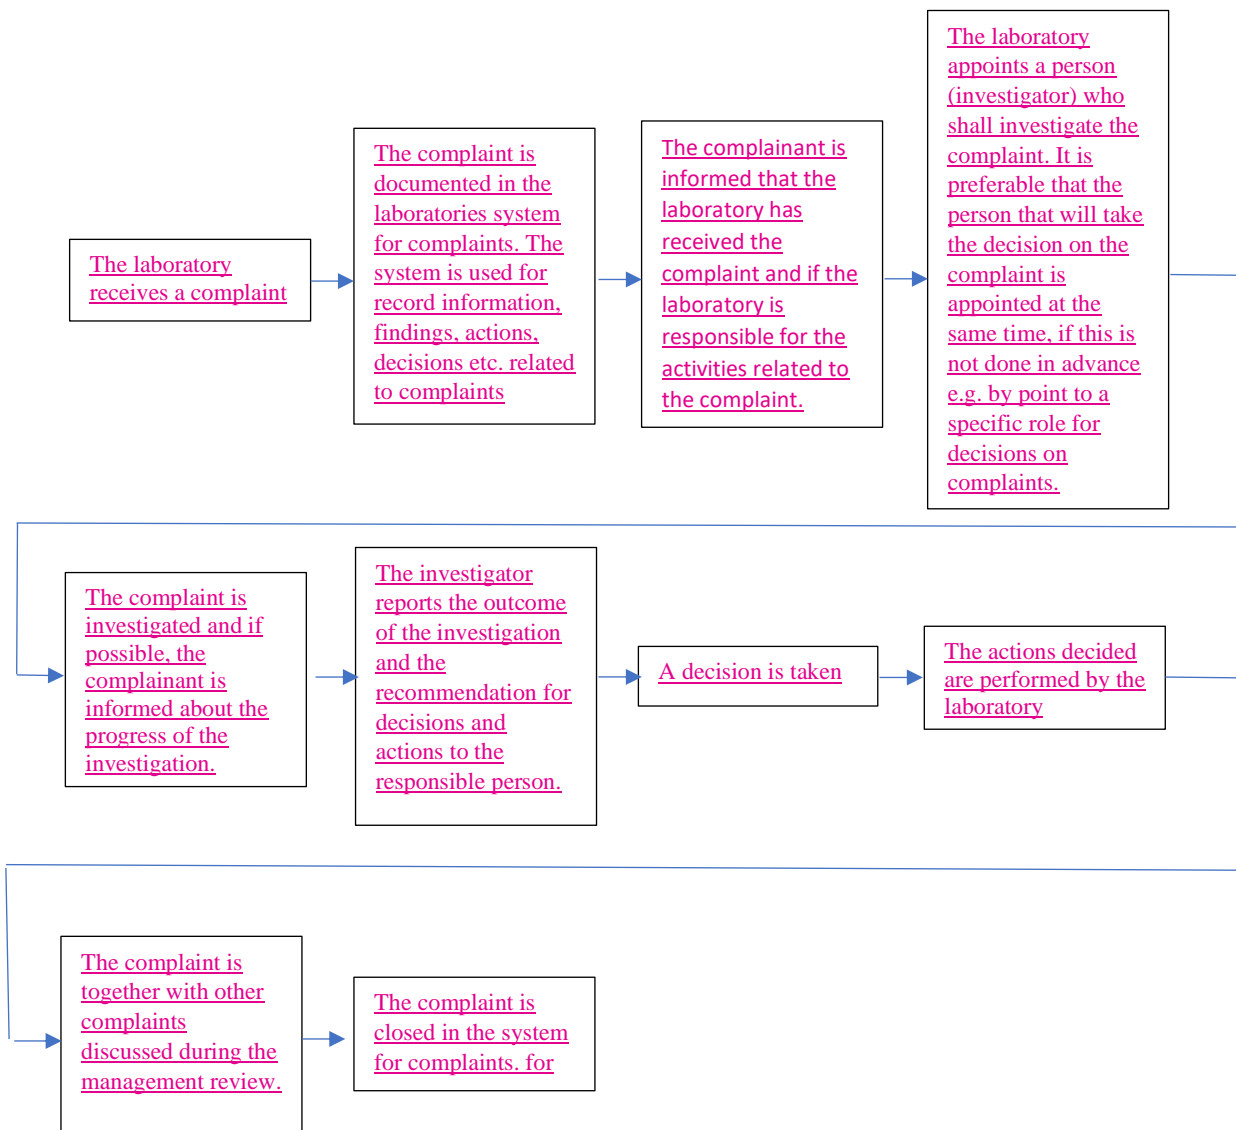 The laboratory
receives a complaint
The complaint is
documented in the
laboratories system
for complaints. The
system is used for
record information,
findings, actions,
decisions etc. related
to complaints
The complainant is
informed that the
laboratory has
received the
complaint and if the
laboratory is
responsible for the
activities related to
the complaint.
The laboratory
appoints a person
(investigator) who
shall investigate the
complaint. It is
preferable that the
person that will take
the decision on the
complaint is
appointed at the
same time, if this is
not done in advance
e.g. by point to a
specific role for
decisions on
complaints.
The complaint is
investigated and if
possible, the
complainant is
informed about the
progress of the
investigation.
The investigator
reports the outcome
of the investigation
and the
recommendation for
decisions and
actions to the
responsible person.
A decision is taken
The actions decided
are performed by the
laboratory
The complaint is
together with other
complaints
discussed during the
management review.
The complaint is
closed in the system
for complaints. for